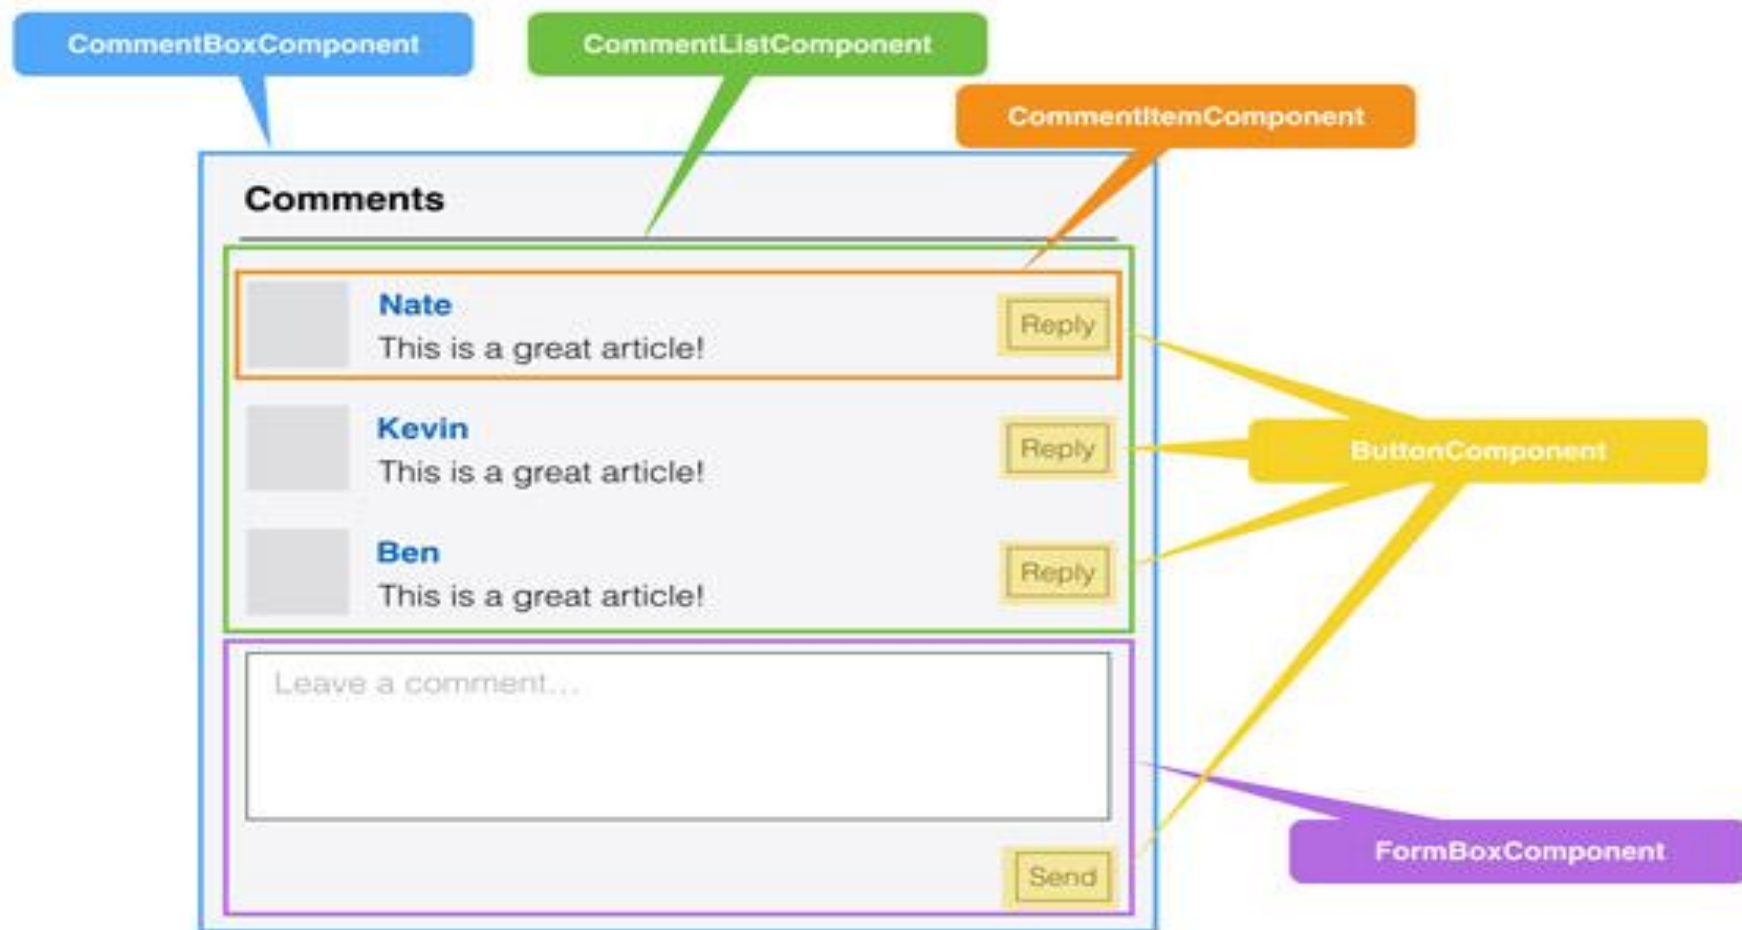 CommentBoxComponent
CommentListComponent
CommentItemComponent
Comments
Nate
This is a great article!
Reply
Kevin
This is a great article!
Reply
ButtonComponent
Ben
This is a great article!
Reply
Leave a comment...
FormBoxComponent
Send